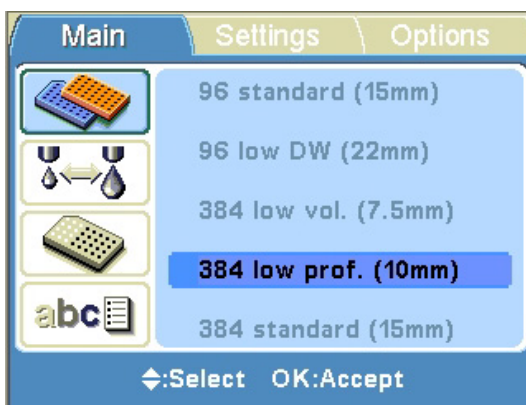 Main Settings Options
96 standard (15mm)
96 low DW (22mm)
384 low vol. (7.5mm)
384 low prof. (10mm)
abc
384 standard (15mm)
:Select OK:Accept